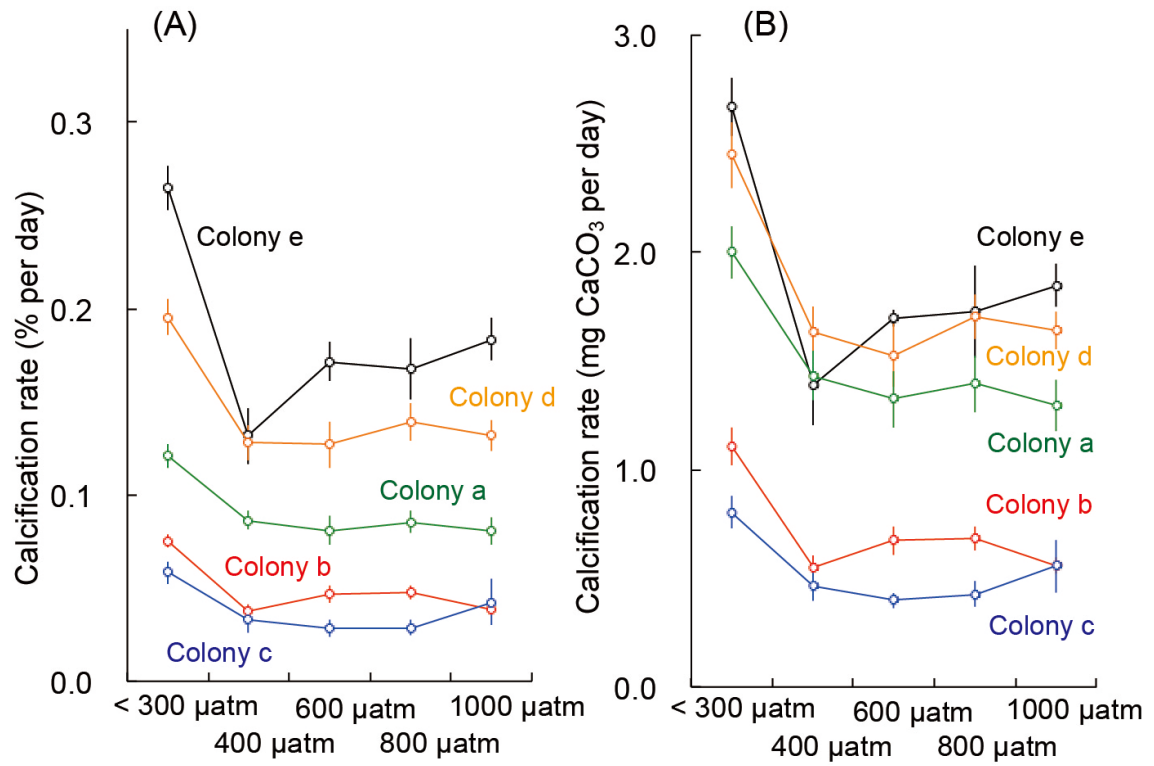 (A)
Calcification rate (% per day)
0.3
0.2
0.1
0.0
Colony e
Colony d
Colony a
Colony b
Colony c
< 300 µatm
400 µatm
600 µatm
800 µatm
1000 µatm
(B)
Calcification rate (mg CaCO₃ per day)
3.0
2.0
1.0
0.0
Colony e
Colony d
Colony a
Colony b
Colony c
< 300 µatm
400 µatm
600 µatm
800 µatm
1000 µatm